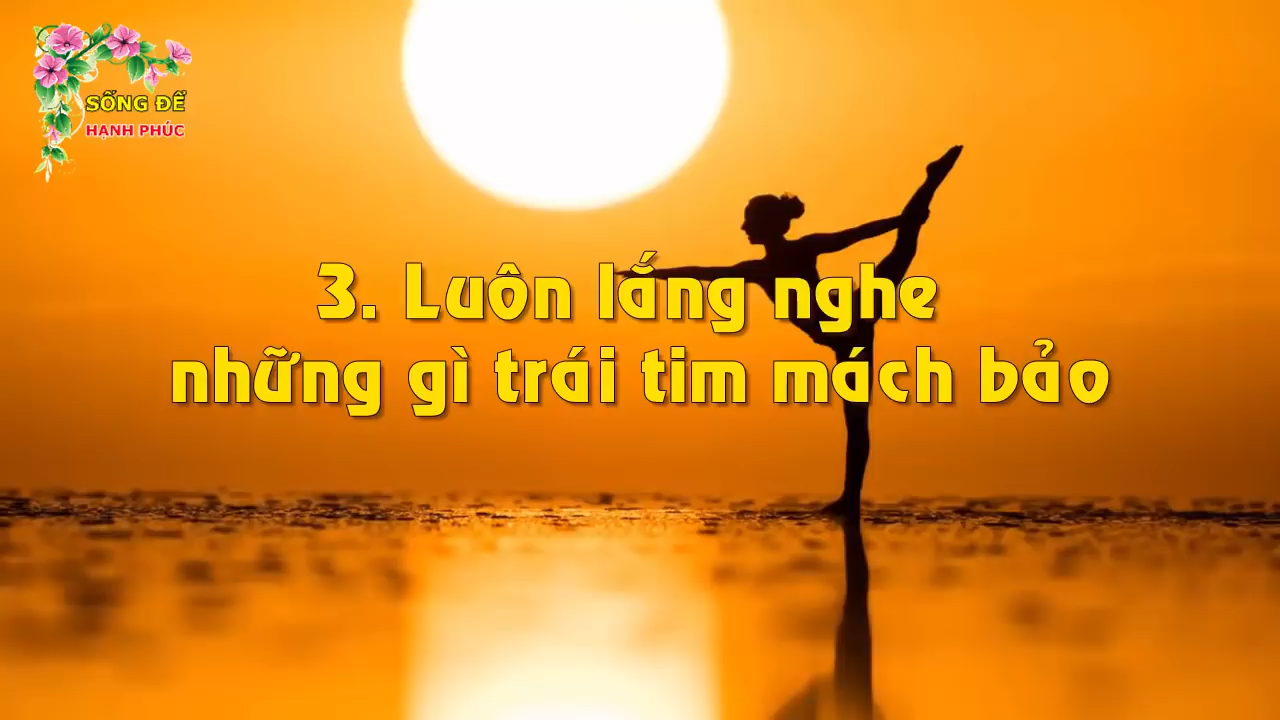 SỐNG ĐỂ
HẠNH PHÚC
3. Luôn lắng nghe
những gì trái tim mách bảo